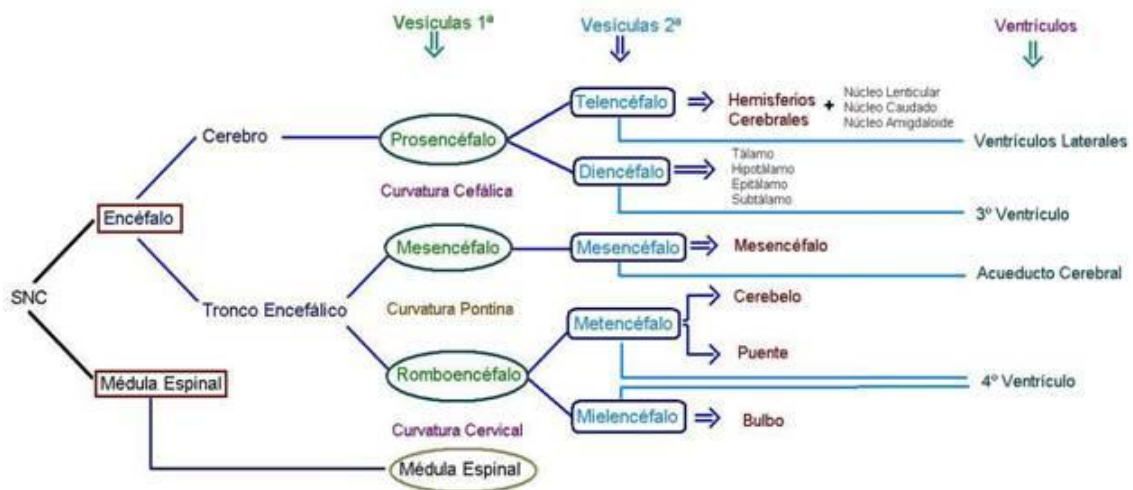 Vesículas 1ª
Vesículas 2ª
Ventrículos
Telencéfalo
Hemisferios
Cerebrales
+
Núcleo Lenticular
Núcleo Caudado
Núcleo Amigdaloide
Cerebro
Prosencéfalo
Ventrículos Laterales
Diencéfalo
Tálamo
Hipotálamo
Epitálamo
Subtálamo
Curvatura Cefálica
Encéfalo
3º Ventrículo
Mesencéfalo
Mesencéfalo
Mesencéfalo
Acueducto Cerebral
SNC
Tronco Encefálico
Curvatura Pontina
Cerebelo
Metencéfalo
Puente
Médula Espinal
Romboencéfalo
4º Ventrículo
Mielencéfalo
Bulbo
Curvatura Cervical
Médula Espinal